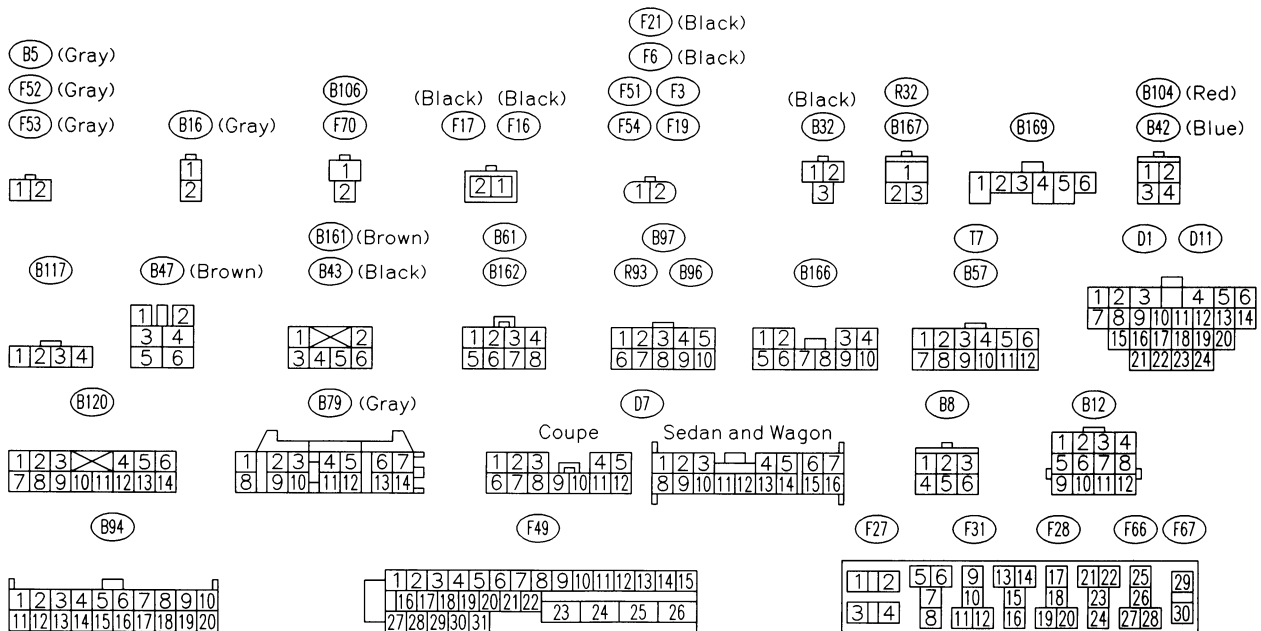 F21 (Black)
B5 (Gray) F6 (Black)
F52 (Gray) B106 (Black) (Black) F51 F3 (Black) R32 B104 (Red)
F53 (Gray) B16 (Gray) F70 F17 F16 F54 F19 B32 B167 B169 B42 (Blue)
1 2
1
2
1
2
2 1
1 2
1 2
3
1
2 3
1 2 3 4 5 6
1 2
3 4
B161 (Brown) B61 B97 T7 D1 D11
B117 B47 (Brown) B43 (Black) B162 R93 B96 B166 B57
1 2 3 4
1 2
3 4
5 6
1 2
3 4 5 6
1 2 3 4
5 6 7 8
1 2 3 4 5
6 7 8 9 10
1 2 3 4
5 6 7 8 9 10
1 2 3 4 5 6
7 8 9 10 11 12
1 2 3 4 5 6
7 8 9 10 11 12 13 14
15 16 17 18 19 20
21 22 23 24
B120 B79 (Gray) D7 B8 B12
Coupe Sedan and Wagon
1 2 3 4 5 6
7 8 9 10 11 12 13 14
1 2 3 4 5 6 7
8 9 10 11 12 13 14
1 2 3 4 5
6 7 8 9 10 11 12
1 2 3 4 5 6 7
8 9 10 11 12 13 14 15 16
1 2 3
4 5 6
1 2 3 4
5 6 7 8
9 10 11 12
B94 F49 F27 F31 F28 F66 F67
1 2 3 4 5 6 7 8 9 10
11 12 13 14 15 16 17 18 19 20
1 2 3 4 5 6 7 8 9 10 11 12 13 14 15
16 17 18 19 20 21 22 23 24 25 26
27 28 29 30 31
1 2
3 4
5 6
7
8
9
10
11 12
13 14
15
16
17
18
19 20
21 22
23
24
25
26
27 28
29
30